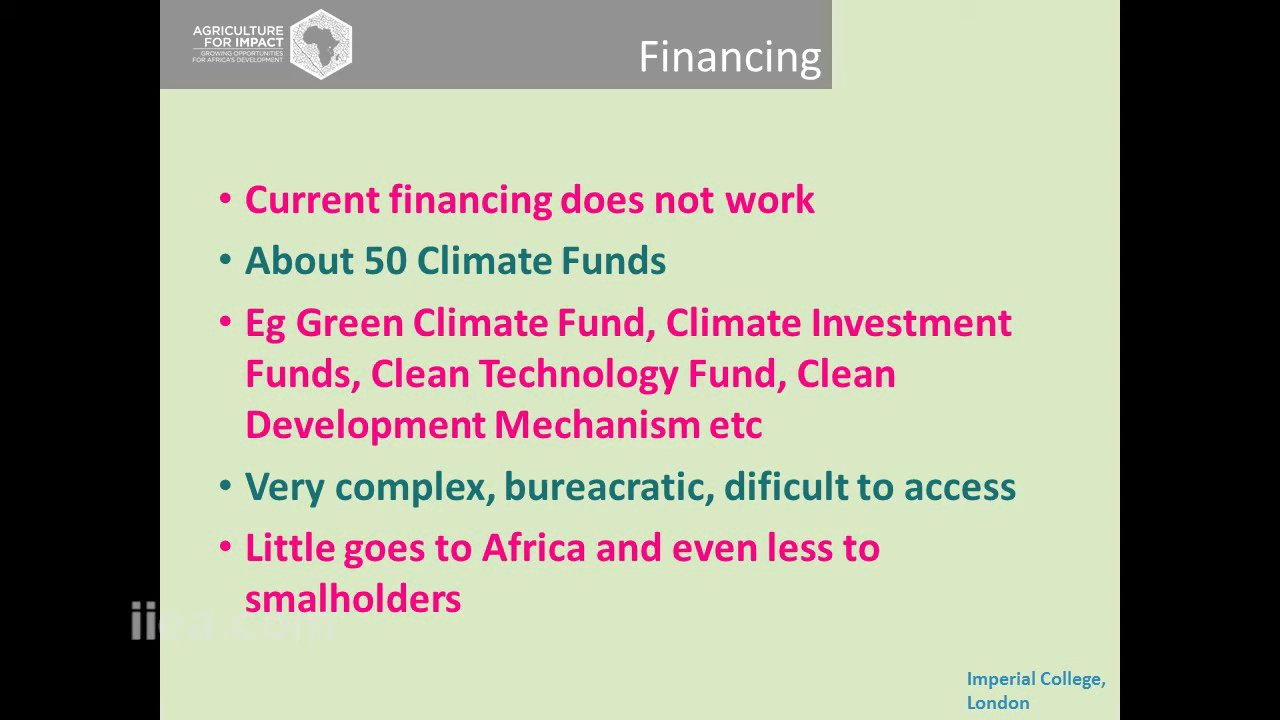 AGRICULTURE
FOR IMPACT
GROWING OPPORTUNITIES
FOR AFRICA'S DEVELOPMENT
Financing
• Current financing does not work
• About 50 Climate Funds
• Eg Green Climate Fund, Climate Investment
Funds, Clean Technology Fund, Clean
Development Mechanism etc
• Very complex, bureacratic, dificult to access
• Little goes to Africa and even less to
smalholders
iiea.com
Imperial College,
London